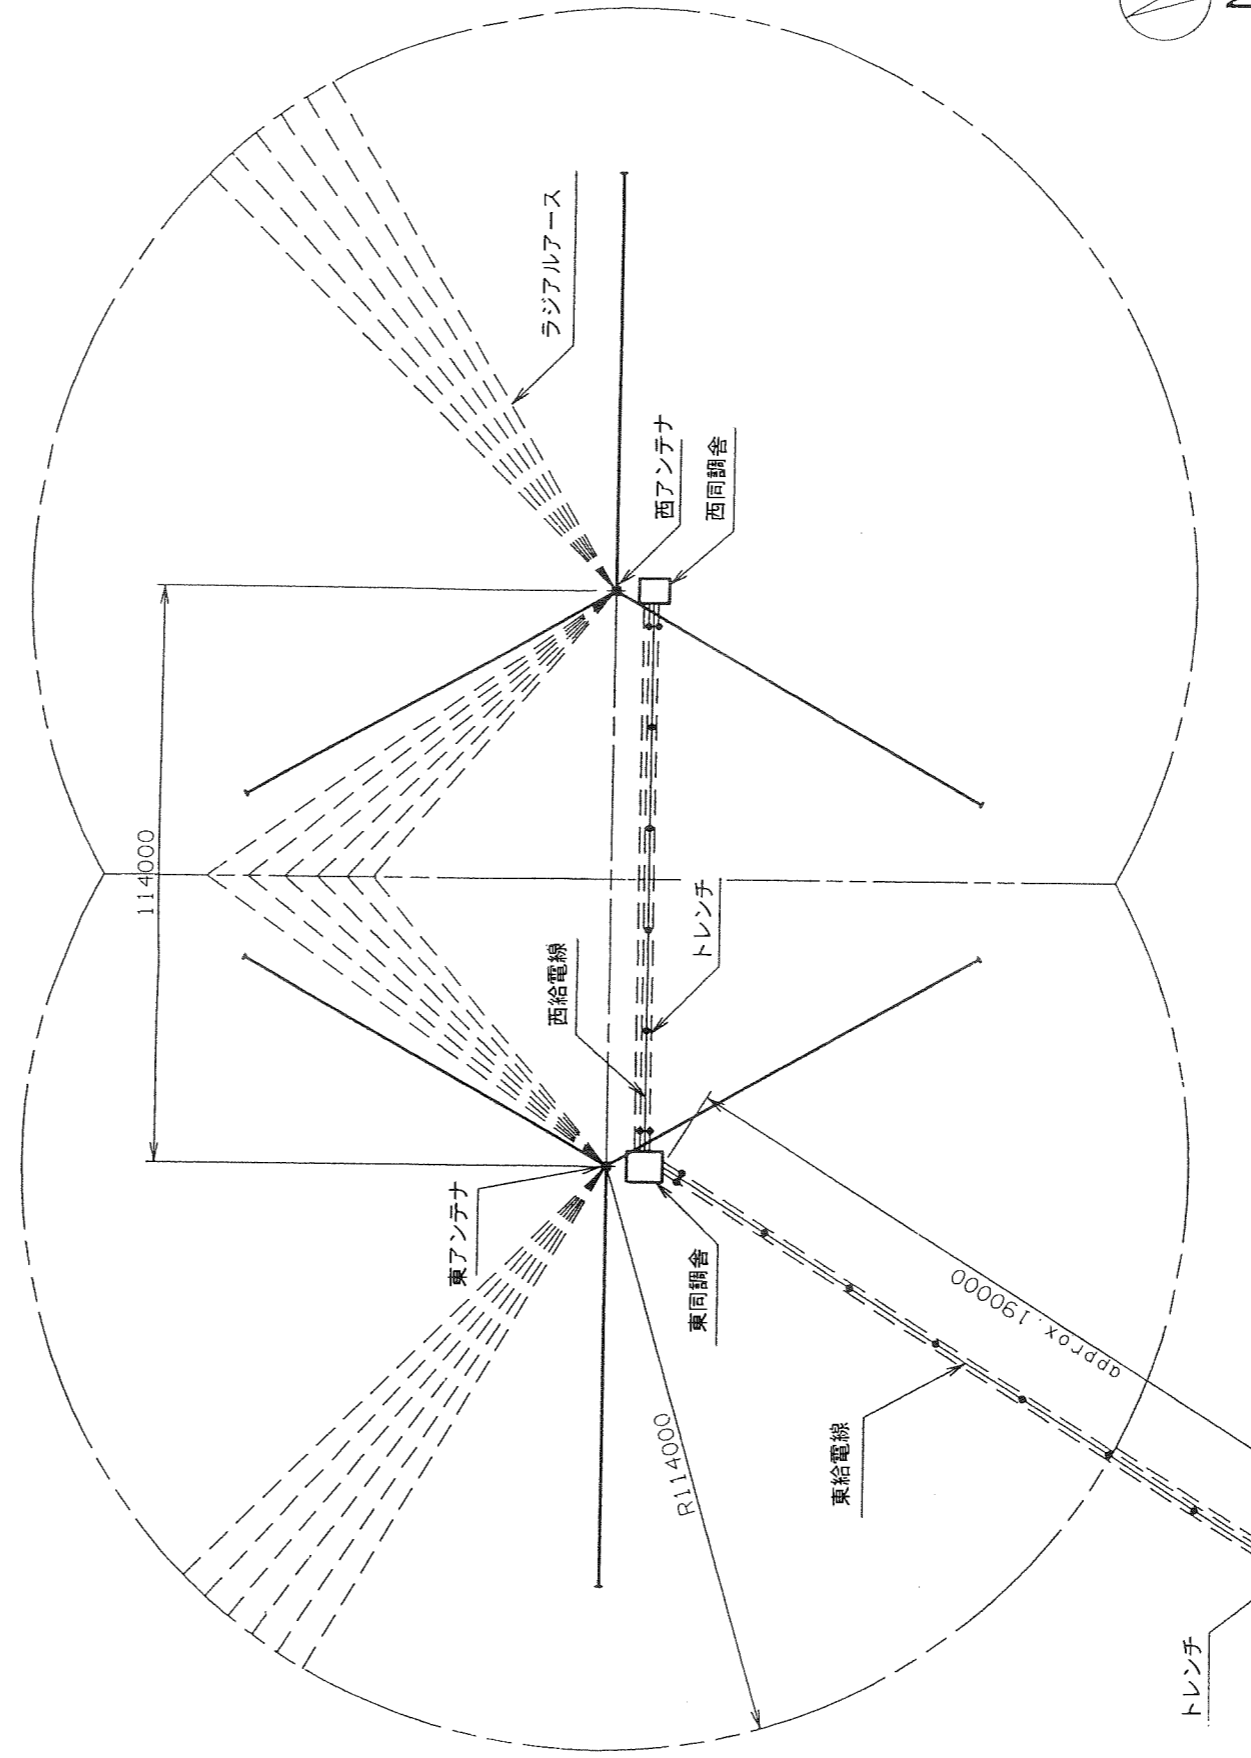 ラジアルアース
西アンテナ
西同調舎
114000
西給電線
トレンチ
東アンテナ
東同調舎
approx.190000
R114000
東給電線
トレンチ